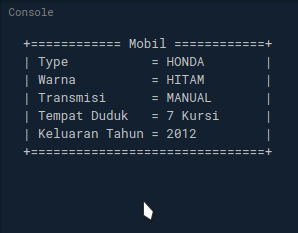 Console
+============ Mobil ============+
| Type           = HONDA        |
| Warna          = HITAM        |
| Transmisi      = MANUAL       |
| Tempat Duduk   = 7 Kursi      |
| Keluaran Tahun = 2012         |
+===============================+